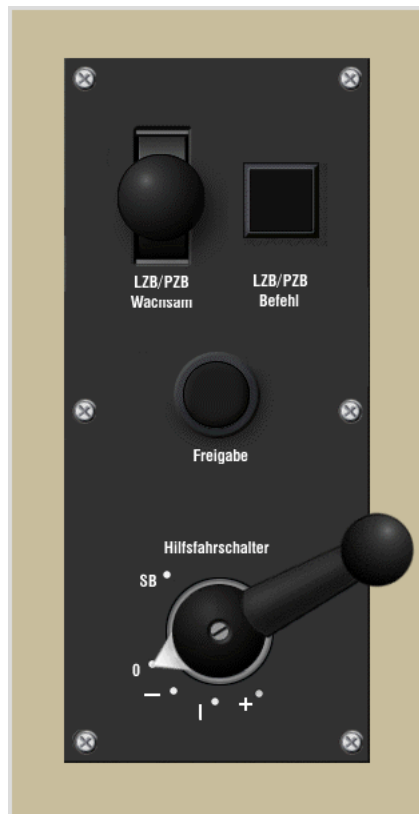 LZB/PZB
Wachsam
LZB/PZB
Befehl
Freigabe
Hilfsfahrschalter
SB
0
– | +